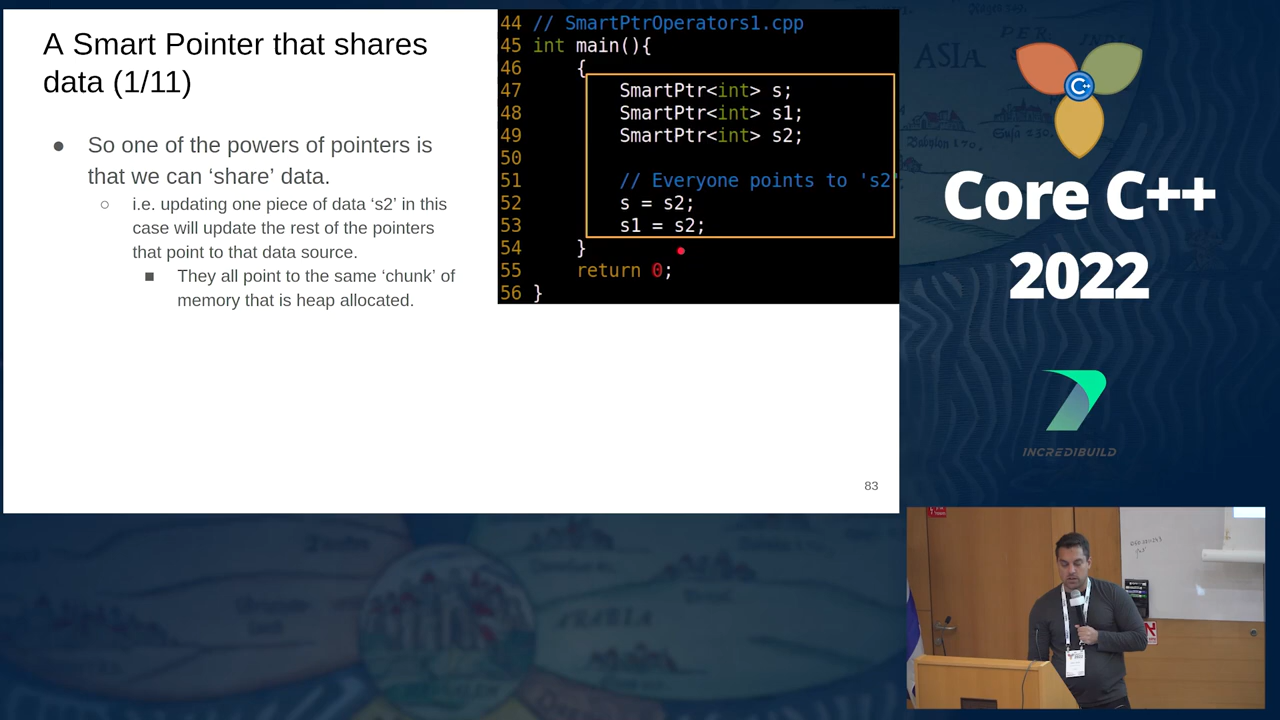 A Smart Pointer that shares
data (1/11)
● So one of the powers of pointers is
that we can ‘share’ data.
○ i.e. updating one piece of data ‘s2’ in this
case will update the rest of the pointers
that point to that data source.
■ They all point to the same ‘chunk’ of
memory that is heap allocated.
44 // SmartPtrOperators1.cpp
45 int main(){
46 {
47 SmartPtr<int> s;
48 SmartPtr<int> s1;
49 SmartPtr<int> s2;
50
51 // Everyone points to 's2'
52 s = s2;
53 s1 = s2;
54 }
55 return 0;
56 }
83
ASIA
C++
Core C++
2022
INCREDIBUILD